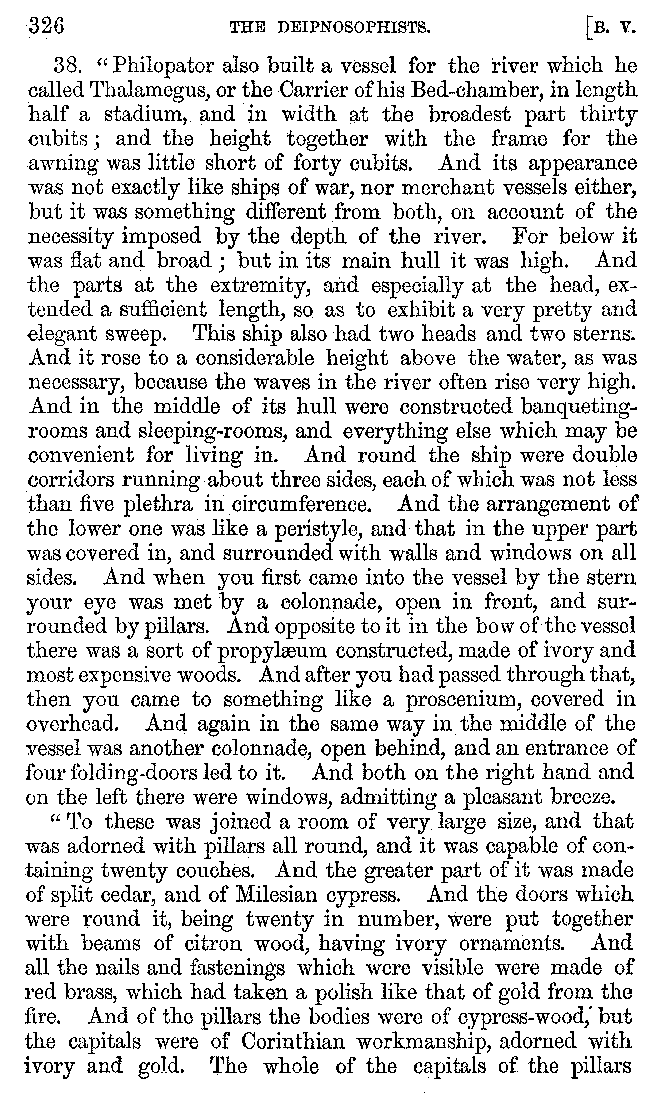 326 THE DEIPNOSOPHISTS. [B. V.
38. “Philopator also built a vessel for the river which he
called Thalamegus, or the Carrier of his Bed-chamber, in length
half a stadium, and in width at the broadest part thirty
cubits; and the height together with the frame for the
awning was little short of forty cubits. And its appearance
was not exactly like ships of war, nor merchant vessels either,
but it was something different from both, on account of the
necessity imposed by the depth of the river. For below it
was flat and broad; but in its main hull it was high. And
the parts at the extremity, and especially at the head, ex-
tended a sufficient length, so as to exhibit a very pretty and
elegant sweep. This ship also had two heads and two sterns.
And it rose to a considerable height above the water, as was
necessary, because the waves in the river often rise very high.
And in the middle of its hull were constructed banqueting-
rooms and sleeping-rooms, and everything else which may be
convenient for living in. And round the ship were double
corridors running about three sides, each of which was not less
than five plethra in circumference. And the arrangement of
the lower one was like a peristyle, and that in the upper part
was covered in, and surrounded with walls and windows on all
sides. And when you first came into the vessel by the stern
your eye was met by a colonnade, open in front, and sur-
rounded by pillars. And opposite to it in the bow of the vessel
there was a sort of propylæum constructed, made of ivory and
most expensive woods. And after you had passed through that,
then you came to something like a proscenium, covered in
overhead. And again in the same way in the middle of the
vessel was another colonnade, open behind, and an entrance of
four folding-doors led to it. And both on the right hand and
on the left there were windows, admitting a pleasant breeze.
“To these was joined a room of very large size, and that
was adorned with pillars all round, and it was capable of con-
taining twenty couches. And the greater part of it was made
of split cedar, and of Milesian cypress. And the doors which
were round it, being twenty in number, were put together
with beams of citron wood, having ivory ornaments. And
all the nails and fastenings which were visible were made of
red brass, which had taken a polish like that of gold from the
fire. And of the pillars the bodies were of cypress-wood, but
the capitals were of Corinthian workmanship, adorned with
ivory and gold. The whole of the capitals of the pillars